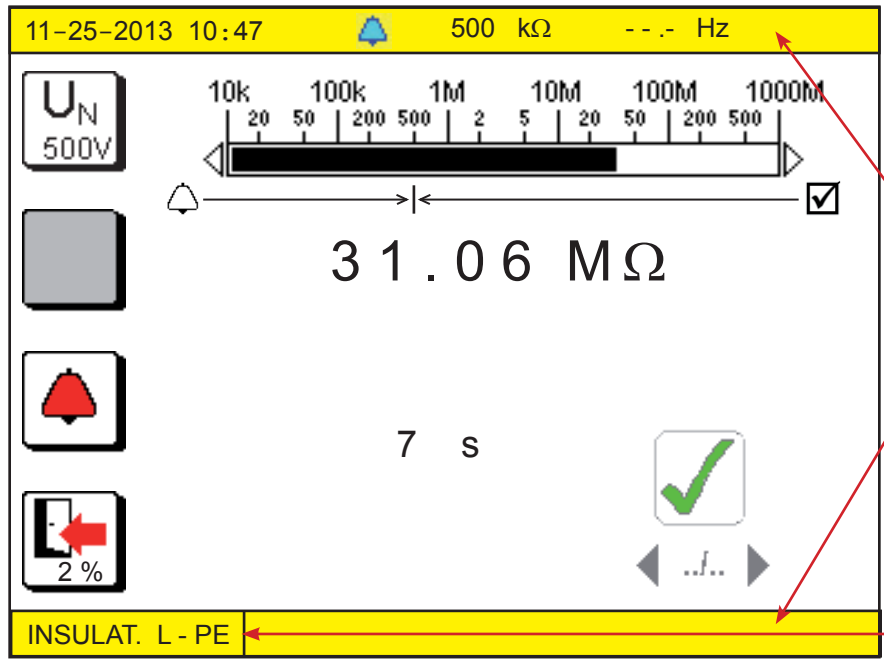 11-25-2013 10:47 500 kΩ - - .- Hz
U_N
500V
10k 100k 1M 10M 100M 1000M
20 50 200 500 2 5 20 50 200 500
31.06 MΩ
7 s
2 %
../..
INSULAT. L - PE